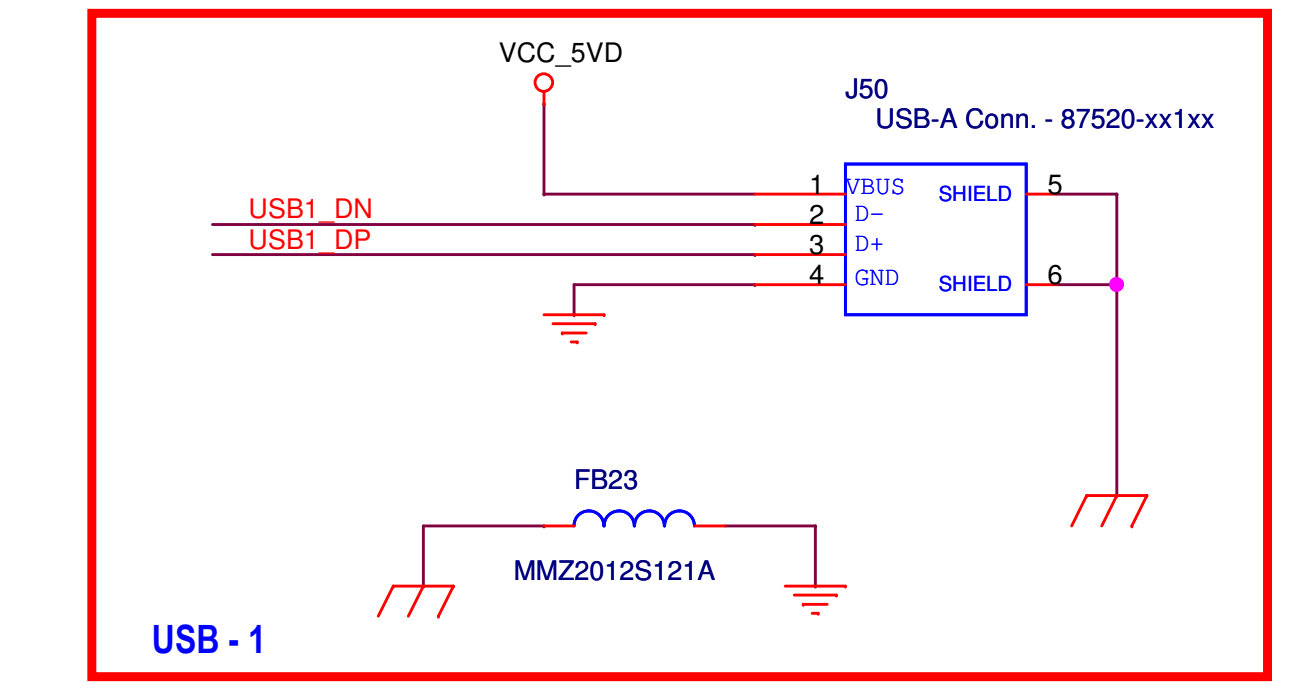 VCC_5VD
J50
USB-A Conn. - 87520-xx1xx
1 VBUS SHIELD 5
USB1_DN 2 D-
USB1_DP 3 D+
4 GND SHIELD 6
FB23
MMZ2012S121A
USB - 1